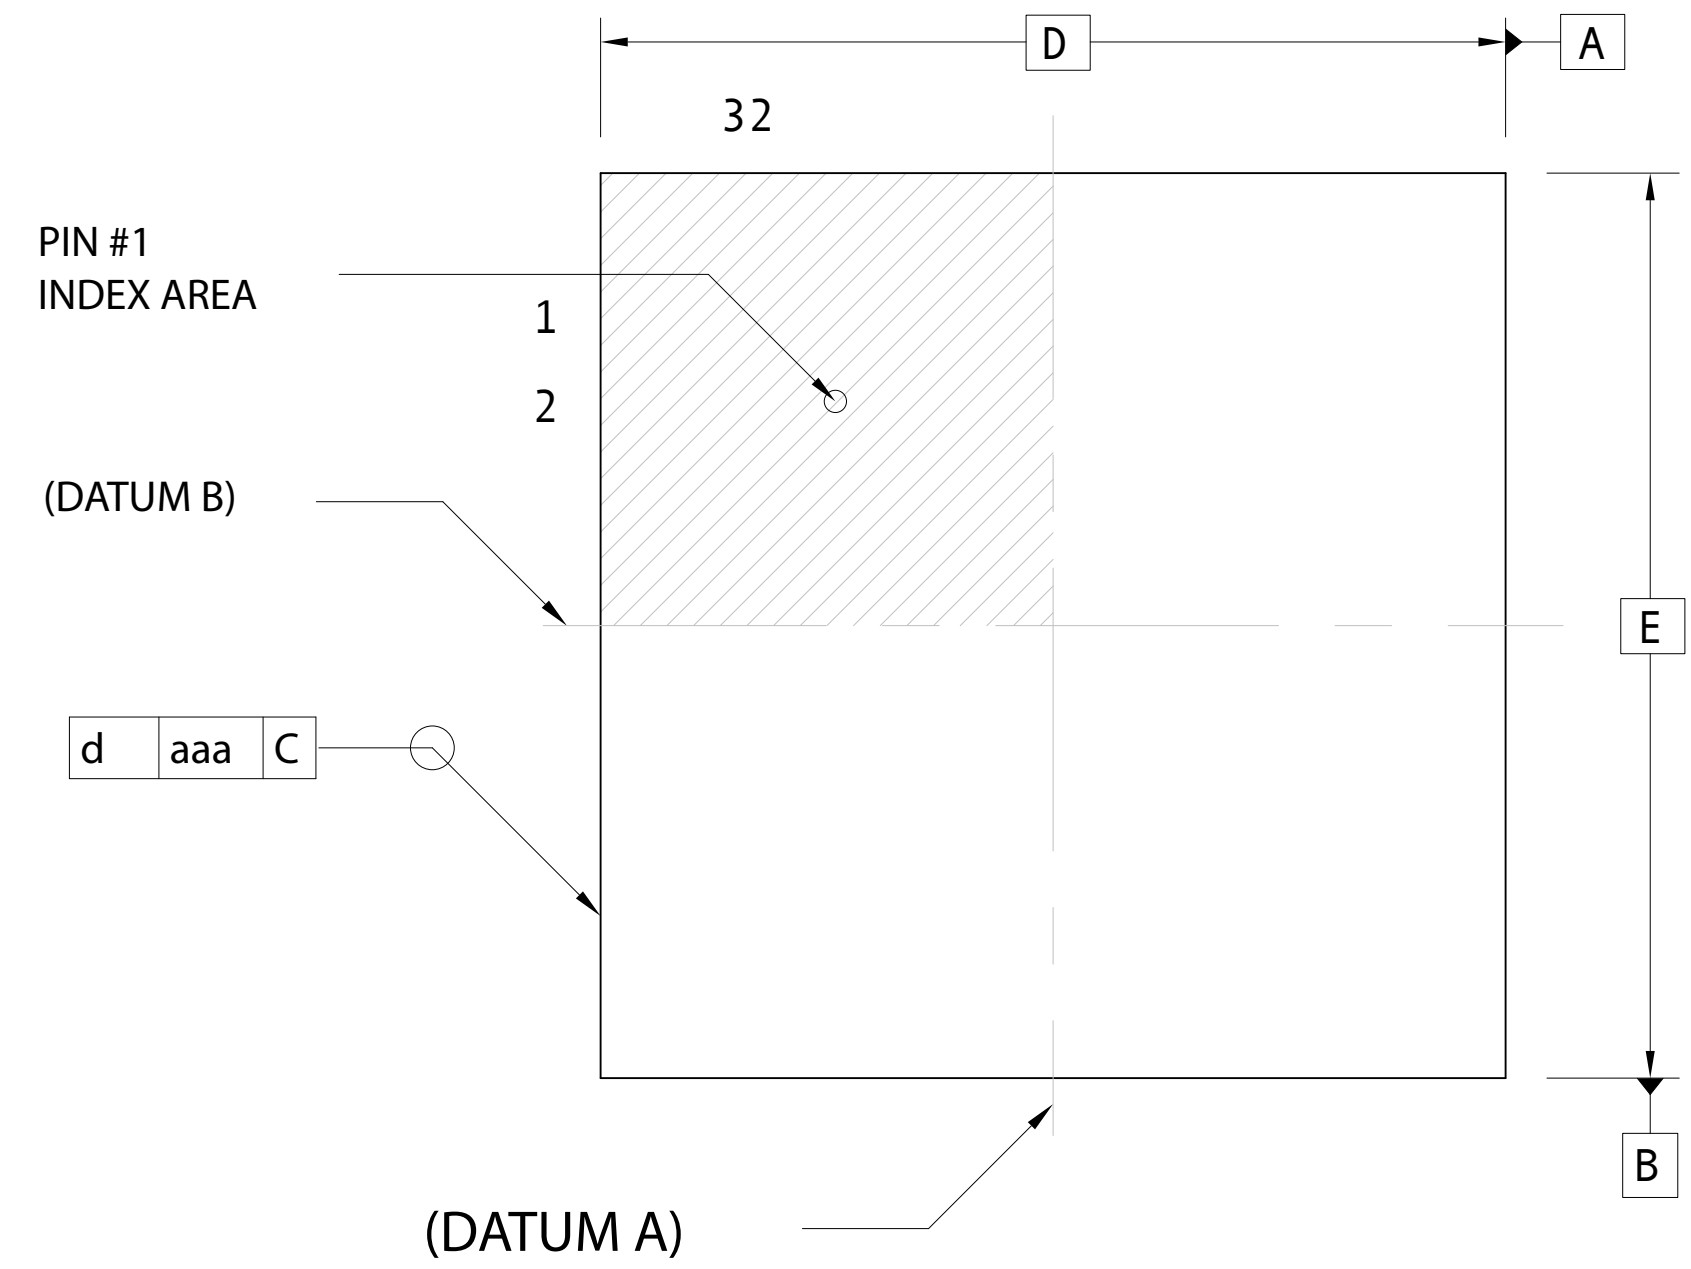 D
A
32
PIN #1
INDEX AREA
1
2
(DATUM B)
E
d aaa C
B
(DATUM A)